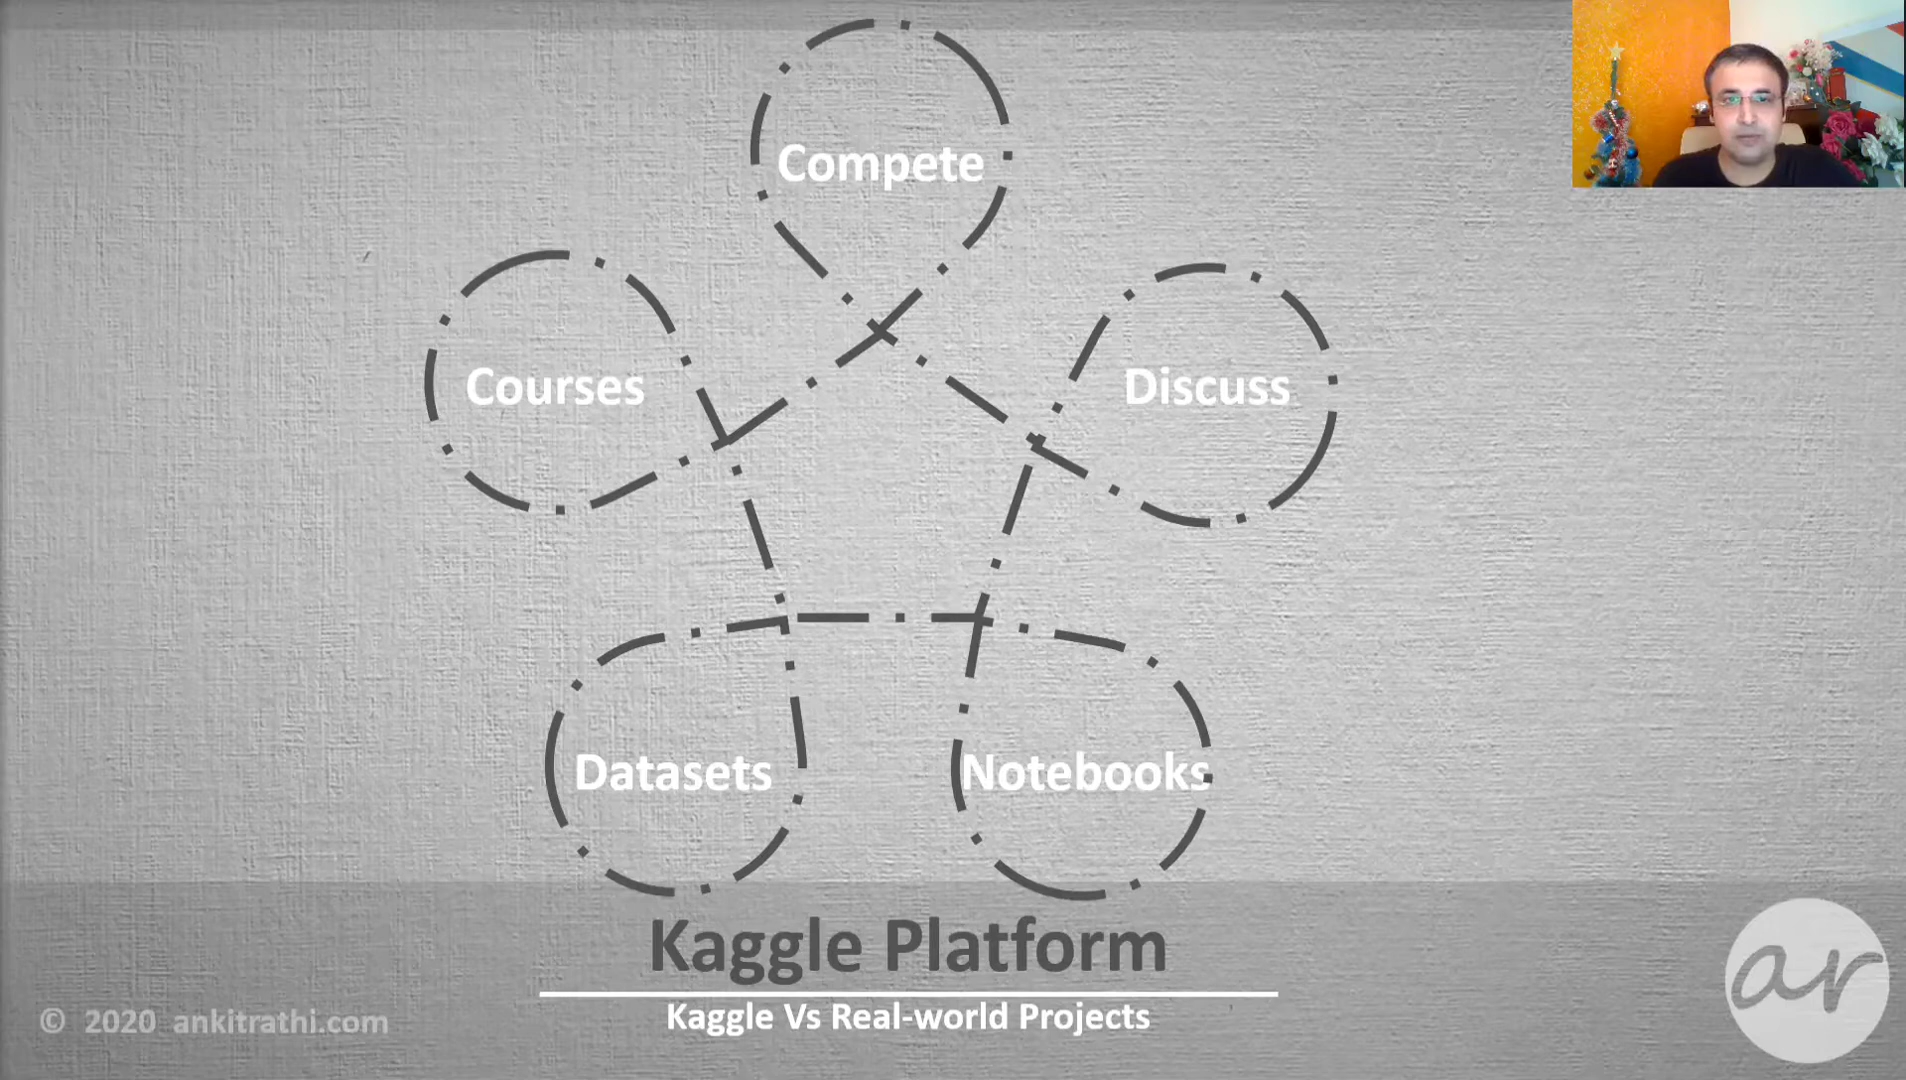 Compete
Courses
Discuss
Datasets
Notebooks
Kaggle Platform
Kaggle Vs Real-world Projects
© 2020 ankitrathi.com
ar